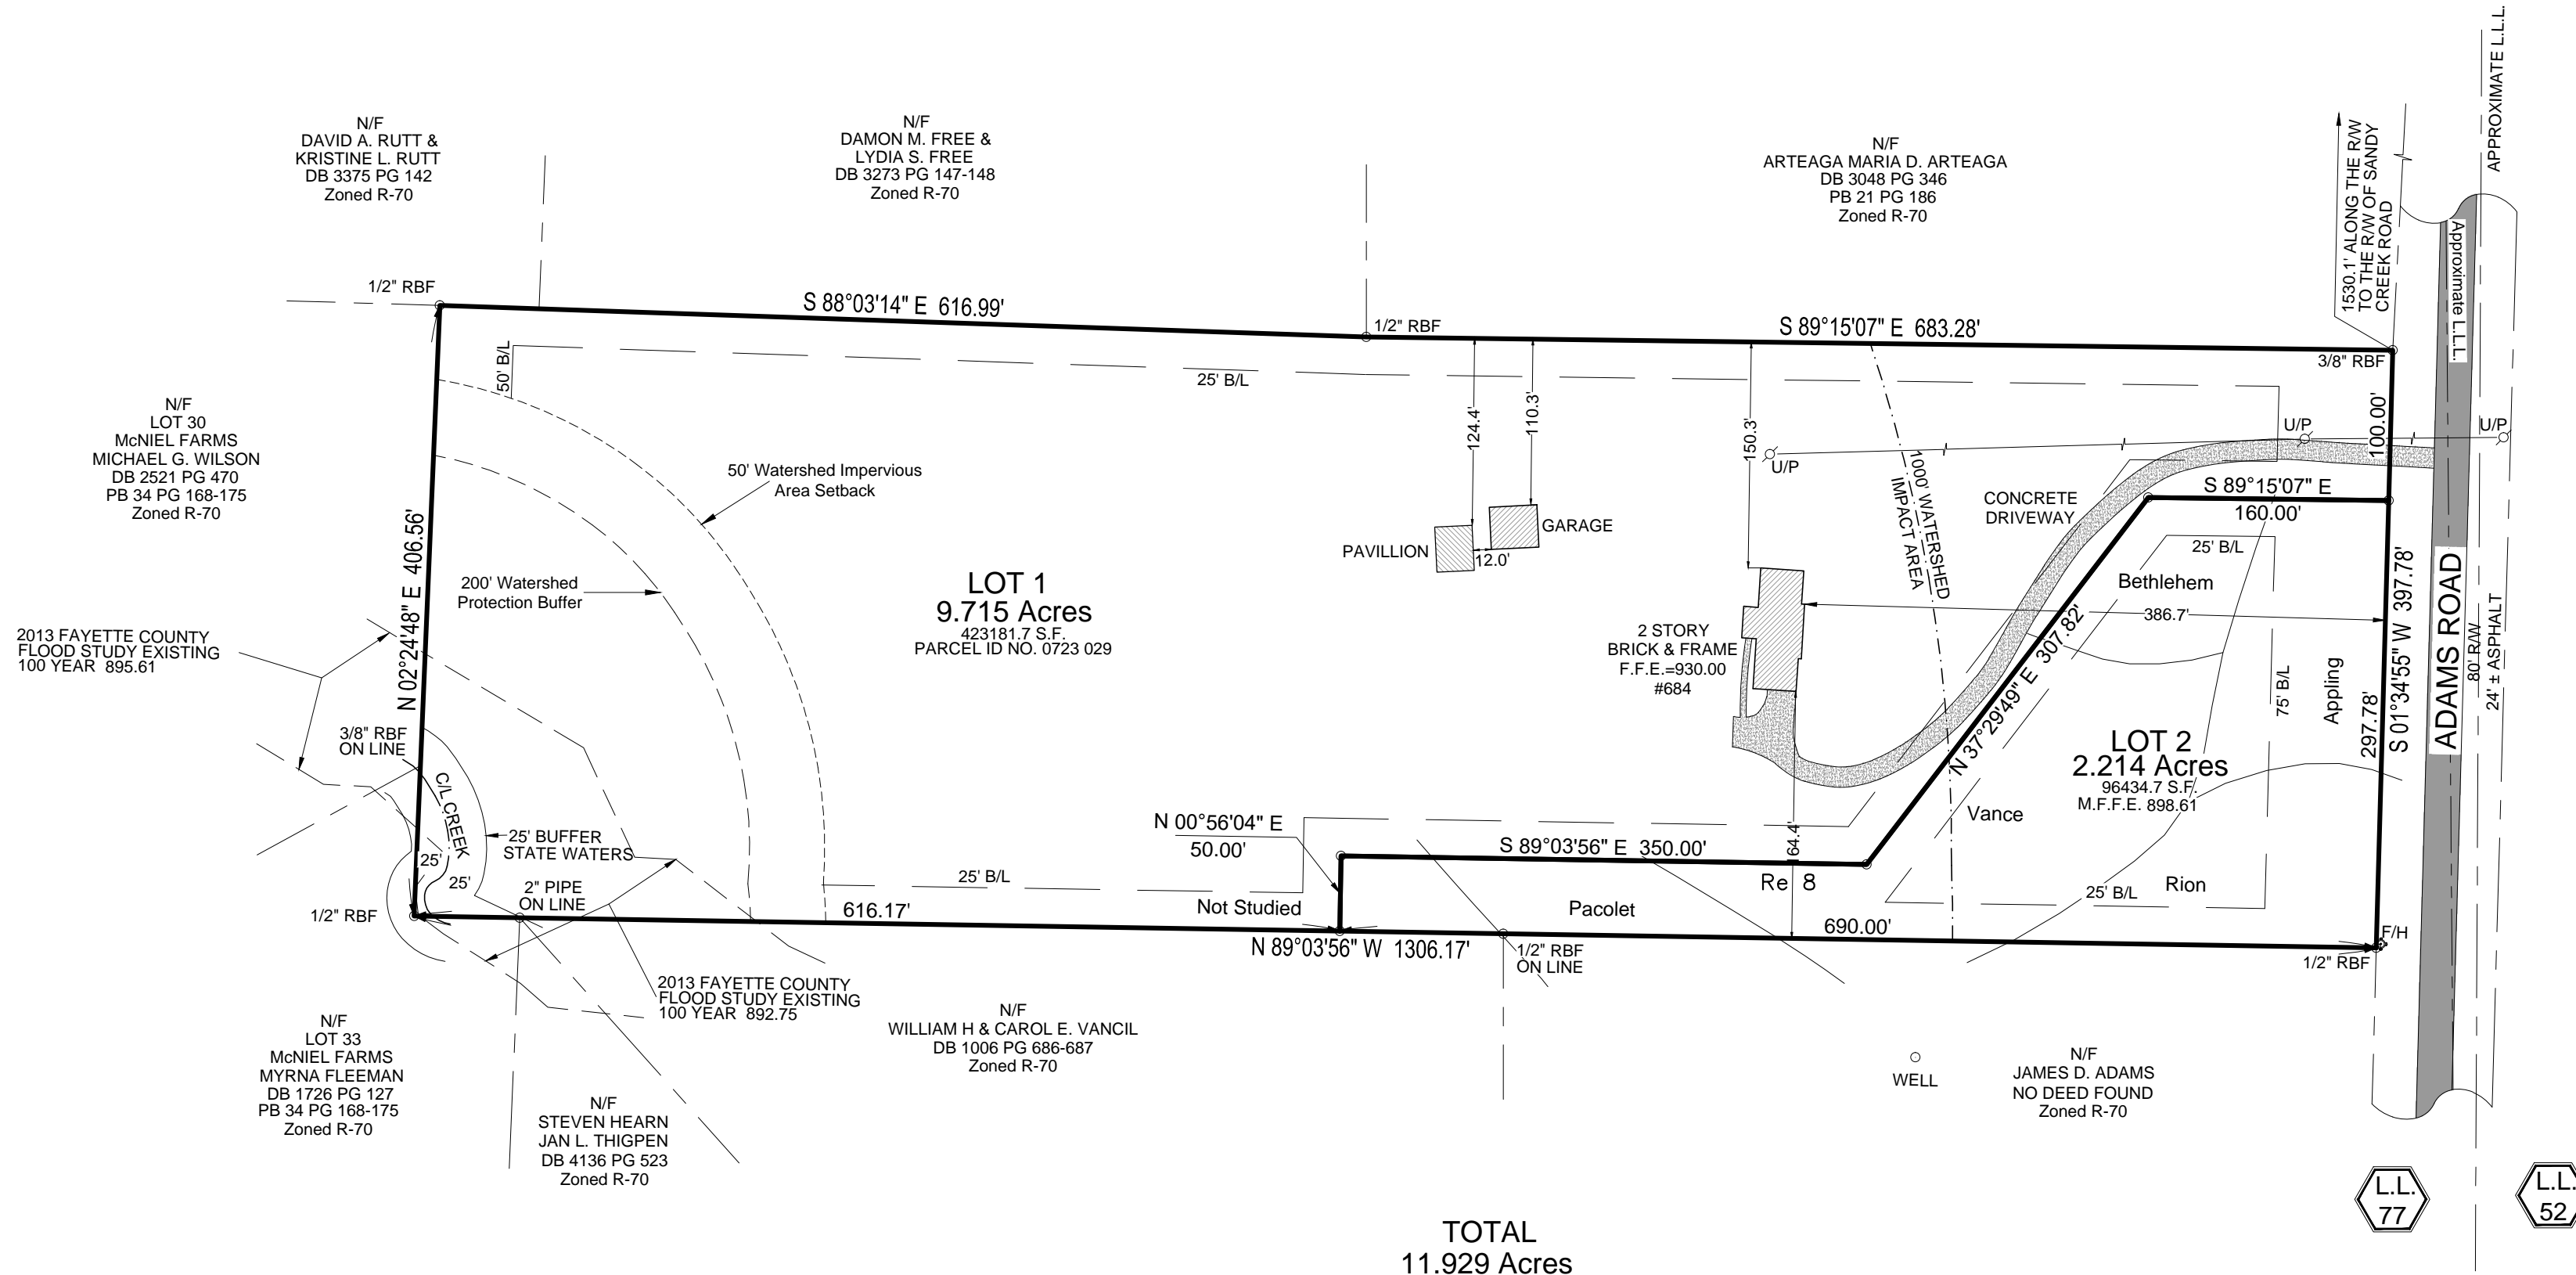 N/F
DAVID A. RUTT &
KRISTINE L. RUTT
DB 3375 PG 142
Zoned R-70
N/F
DAMON M. FREE &
LYDIA S. FREE
DB 3273 PG 147-148
Zoned R-70
N/F
ARTEAGA MARIA D. ARTEAGA
DB 3048 PG 346
PB 21 PG 186
Zoned R-70
1530.1' ALONG THE R/W
TO THE R/W OF SANDY
CREEK ROAD
APPROXIMATE L.L.L.
Approximate L.L.L.
1/2" RBF
S 88°03'14" E 616.99'
1/2" RBF
S 89°15'07" E 683.28'
3/8" RBF
50' B/L
25' B/L
124.4'
110.3'
150.3'
100.00'
U/P
U/P
U/P
N/F
LOT 30
McNIEL FARMS
MICHAEL G. WILSON
DB 2521 PG 470
PB 34 PG 168-175
Zoned R-70
50' Watershed Impervious
Area Setback
1000' WATERSHED
IMPACT AREA
CONCRETE
DRIVEWAY
S 89°15'07" E
160.00'
GARAGE
PAVILLION
12.0'
25' B/L
N 02°24'48" E 406.56'
200' Watershed
Protection Buffer
LOT 1
9.715 Acres
423181.7 S.F.
PARCEL ID NO. 0723 029
Bethlehem
386.7'
2013 FAYETTE COUNTY
FLOOD STUDY EXISTING
100 YEAR 895.61
2 STORY
BRICK & FRAME
F.F.E.=930.00
#684
N 37°29'49" E 307.82'
75' B/L
Appling
297.78'
S 01°34'55" W 397.78'
ADAMS ROAD
80' R/W
24' ± ASPHALT
3/8" RBF
ON LINE
C/L CREEK
LOT 2
2.214 Acres
96434.7 S.F.
M.F.F.E. 898.61
Vance
25' BUFFER
STATE WATERS
25'
25'
N 00°56'04" E
50.00'
S 89°03'56" E 350.00'
164.4'
Re 8
25' B/L
2" PIPE
ON LINE
25' B/L
Rion
1/2" RBF
616.17'
Not Studied
Pacolet
690.00'
F/H
N 89°03'56" W 1306.17'
1/2" RBF
ON LINE
1/2" RBF
2013 FAYETTE COUNTY
FLOOD STUDY EXISTING
100 YEAR 892.75
N/F
LOT 33
McNIEL FARMS
MYRNA FLEEMAN
DB 1726 PG 127
PB 34 PG 168-175
Zoned R-70
N/F
WILLIAM H & CAROL E. VANCIL
DB 1006 PG 686-687
Zoned R-70
WELL
N/F
JAMES D. ADAMS
NO DEED FOUND
Zoned R-70
N/F
STEVEN HEARN
JAN L. THIGPEN
DB 4136 PG 523
Zoned R-70
L.L.
77
L.L.
52
TOTAL
11.929 Acres